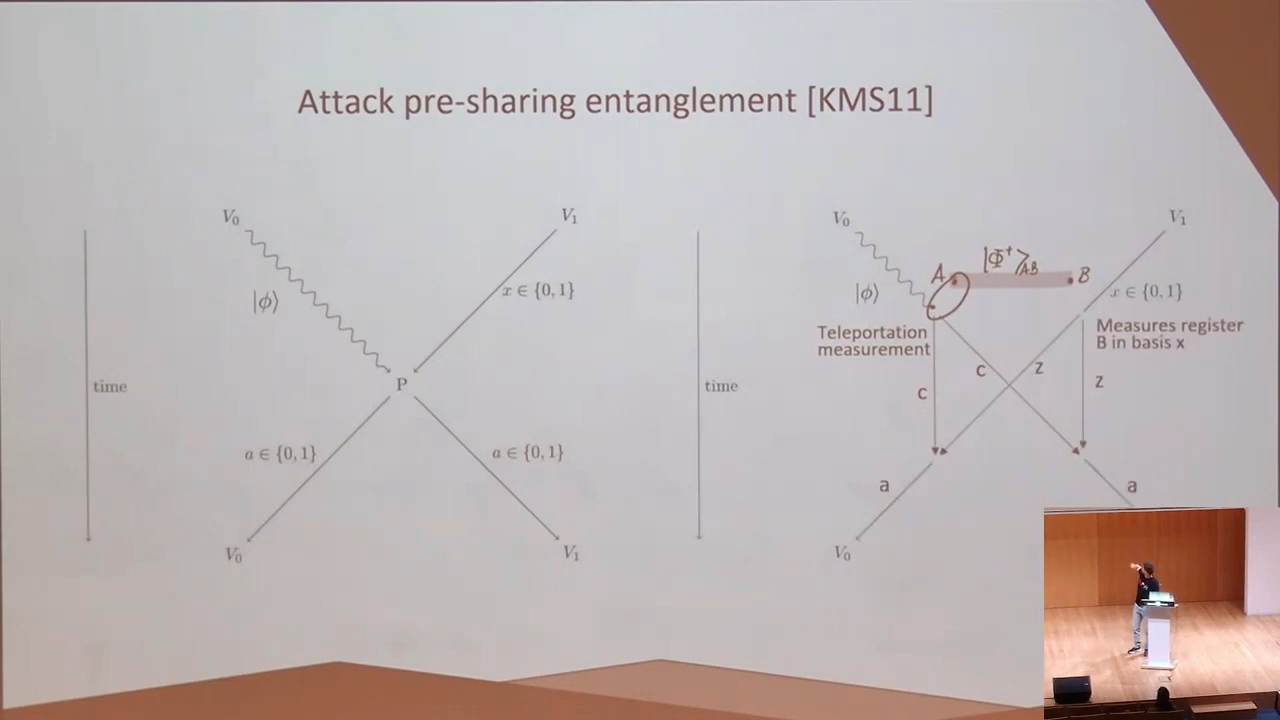 Attack pre-sharing entanglement [KMS11]
V₀
V₁
|ϕ⟩
x ∈ {0, 1}
time
P
a ∈ {0, 1}
a ∈ {0, 1}
V₀
V₁
V₀
V₁
A
|Φ⁺⟩AB
B
|ϕ⟩
x ∈ {0, 1}
Teleportation
measurement
Measures register
B in basis x
time
c
z
c
z
a
a
V₀